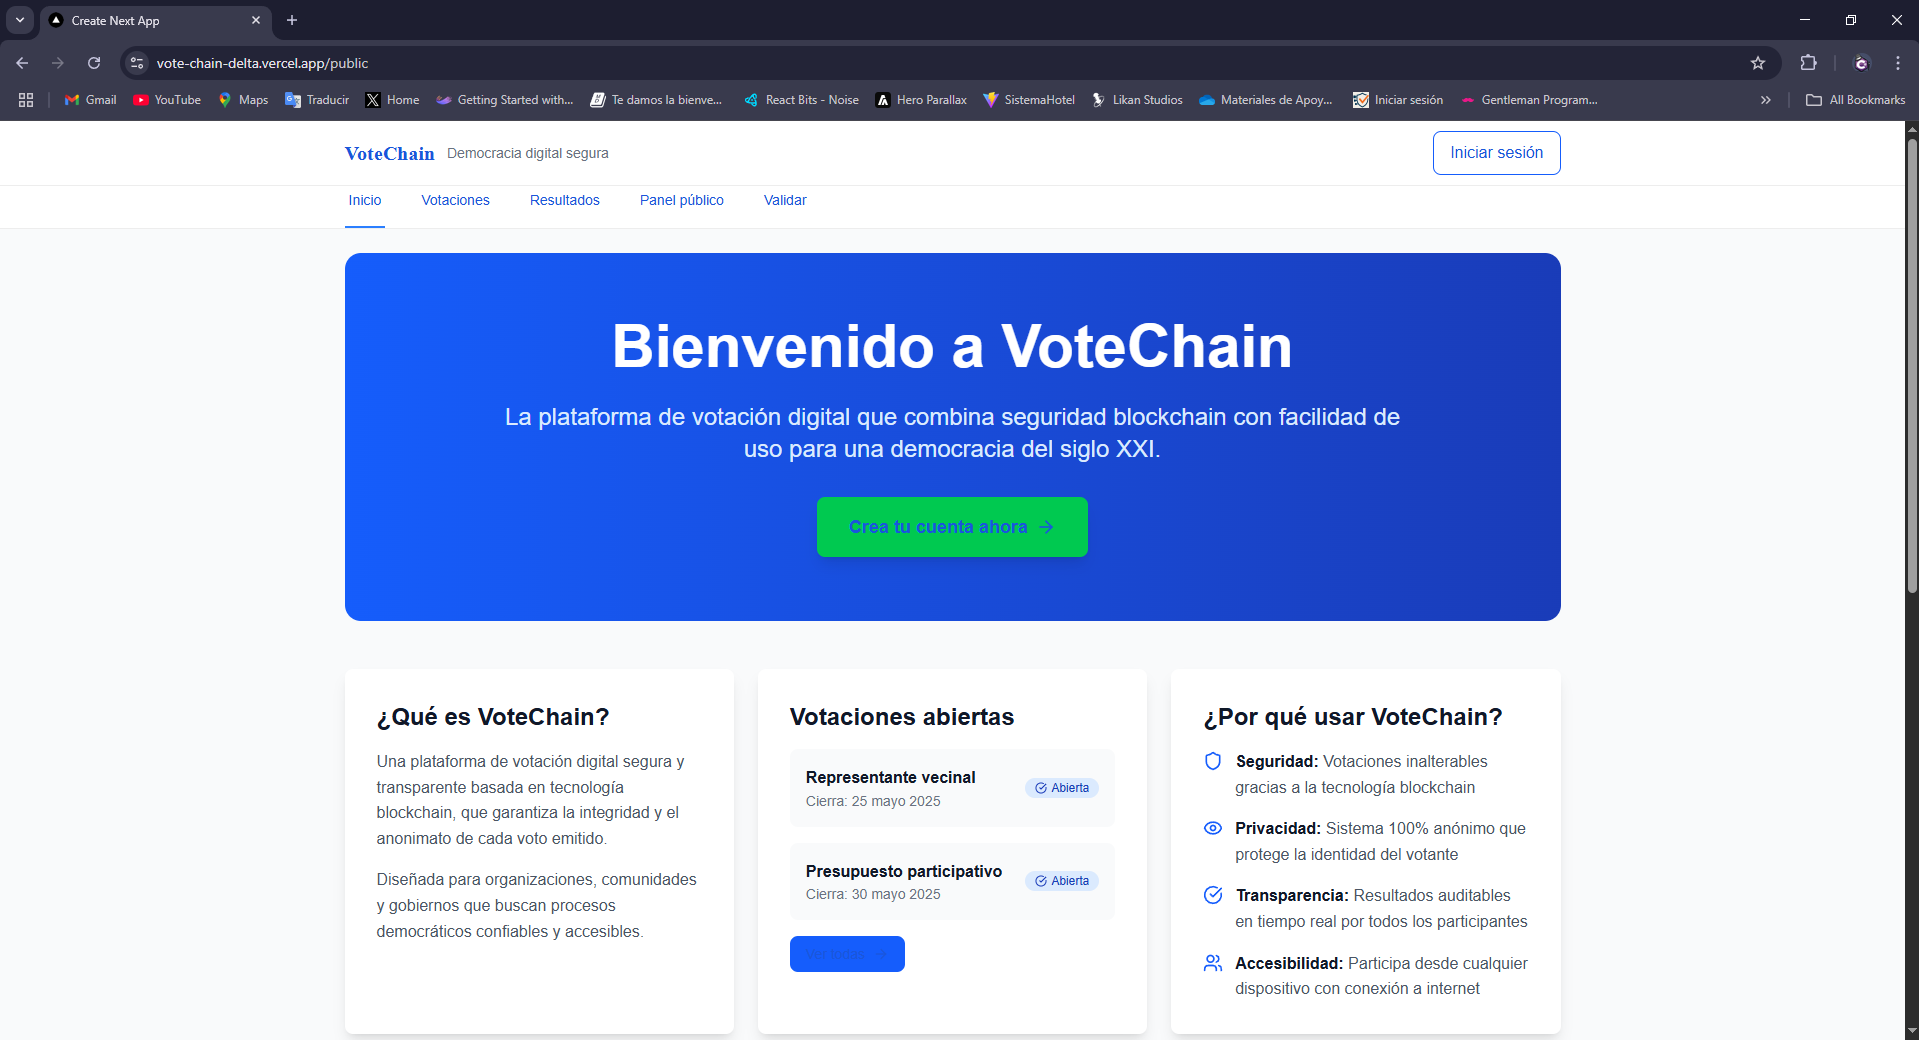 Create Next App
vote-chain-delta.vercel.app/public
Gmail
YouTube
Maps
Traducir
Home
Getting Started with...
Te damos la bienve...
React Bits - Noise
Hero Parallax
SistemaHotel
Likan Studios
Materiales de Apoy...
Iniciar sesión
Gentleman Program...
All Bookmarks
VoteChain
Democracia digital segura
Iniciar sesión
Inicio
Votaciones
Resultados
Panel público
Validar
Bienvenido a VoteChain
La plataforma de votación digital que combina seguridad blockchain con facilidad de
uso para una democracia del siglo XXI.
Crea tu cuenta ahora
¿Qué es VoteChain?
Una plataforma de votación digital segura y
transparente basada en tecnología
blockchain, que garantiza la integridad y el
anonimato de cada voto emitido.
Diseñada para organizaciones, comunidades
y gobiernos que buscan procesos
democráticos confiables y accesibles.
Votaciones abiertas
Representante vecinal
Cierra: 25 mayo 2025
Abierta
Presupuesto participativo
Cierra: 30 mayo 2025
Abierta
Ver todas
¿Por qué usar VoteChain?
Seguridad: Votaciones inalterables
gracias a la tecnología blockchain
Privacidad: Sistema 100% anónimo que
protege la identidad del votante
Transparencia: Resultados auditables
en tiempo real por todos los participantes
Accesibilidad: Participa desde cualquier
dispositivo con conexión a internet